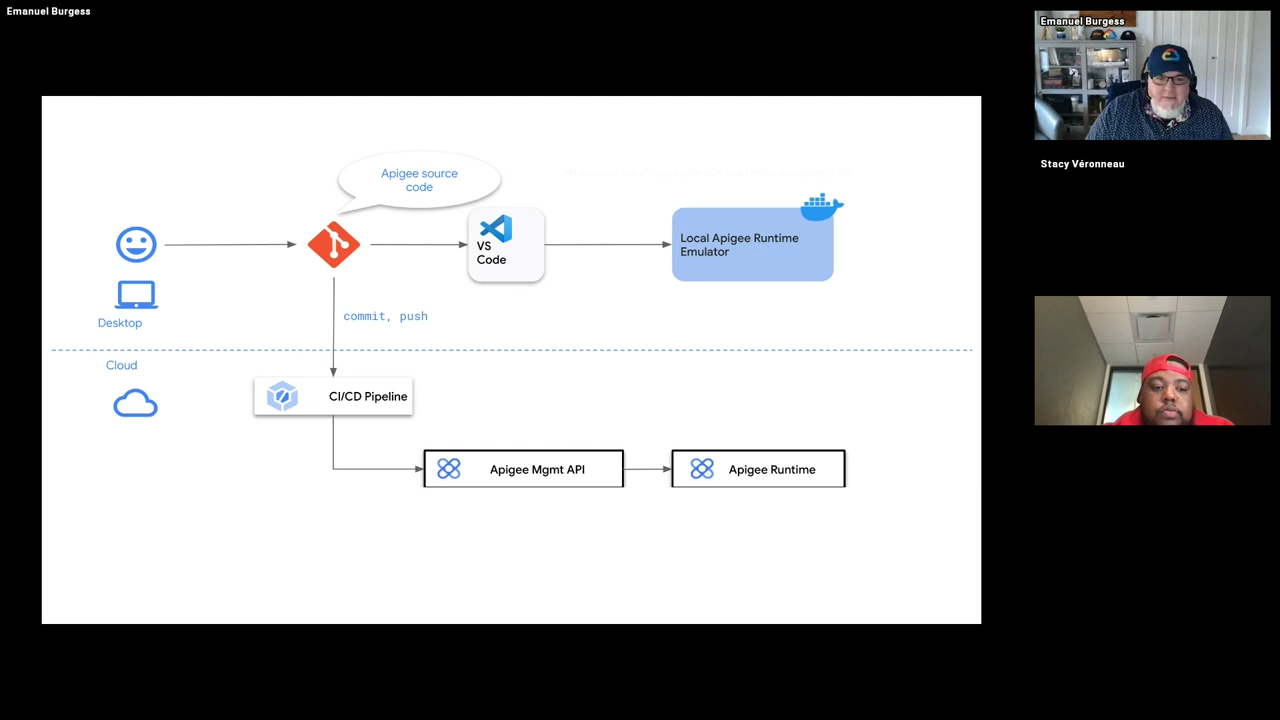 Emanuel Burgess
Emanuel Burgess
Stacy Véronneau
Apigee source
code
VS
Code
Local Apigee Runtime
Emulator
Desktop
commit, push
Cloud
CI/CD Pipeline
Apigee Mgmt API
Apigee Runtime